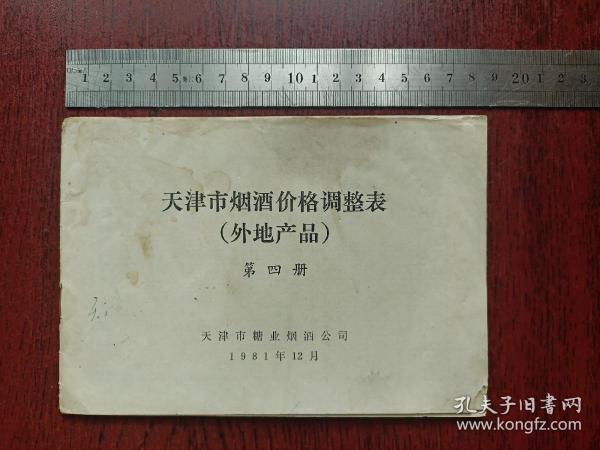 1 2 3 4 5 6 7 8 9 10 1 2 3 4 5 6 7 8 9 20 1 2 3
天津市烟酒价格调整表
(外地产品)
第四册
天津市糖业烟酒公司
1981年12月
孔夫子旧书网
www.kongfz.com